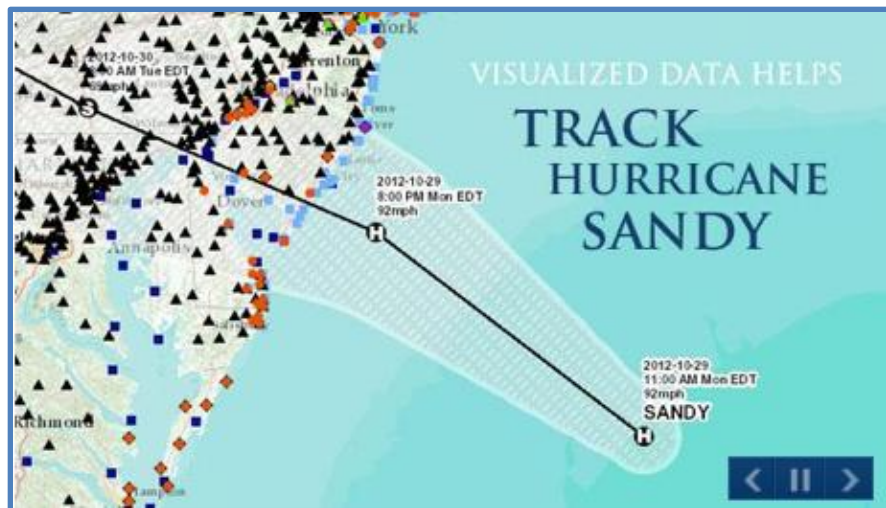 York
2012-10-30
AM Tue EDT
S
VISUALIZED DATA HELPS
TRACK
HURRICANE
SANDY
2012-10-29
8:00 PM Mon EDT
92mph
H
Dover
Annapolis
2012-10-29
11:00 AM Mon EDT
92mph
SANDY
H
Richmond